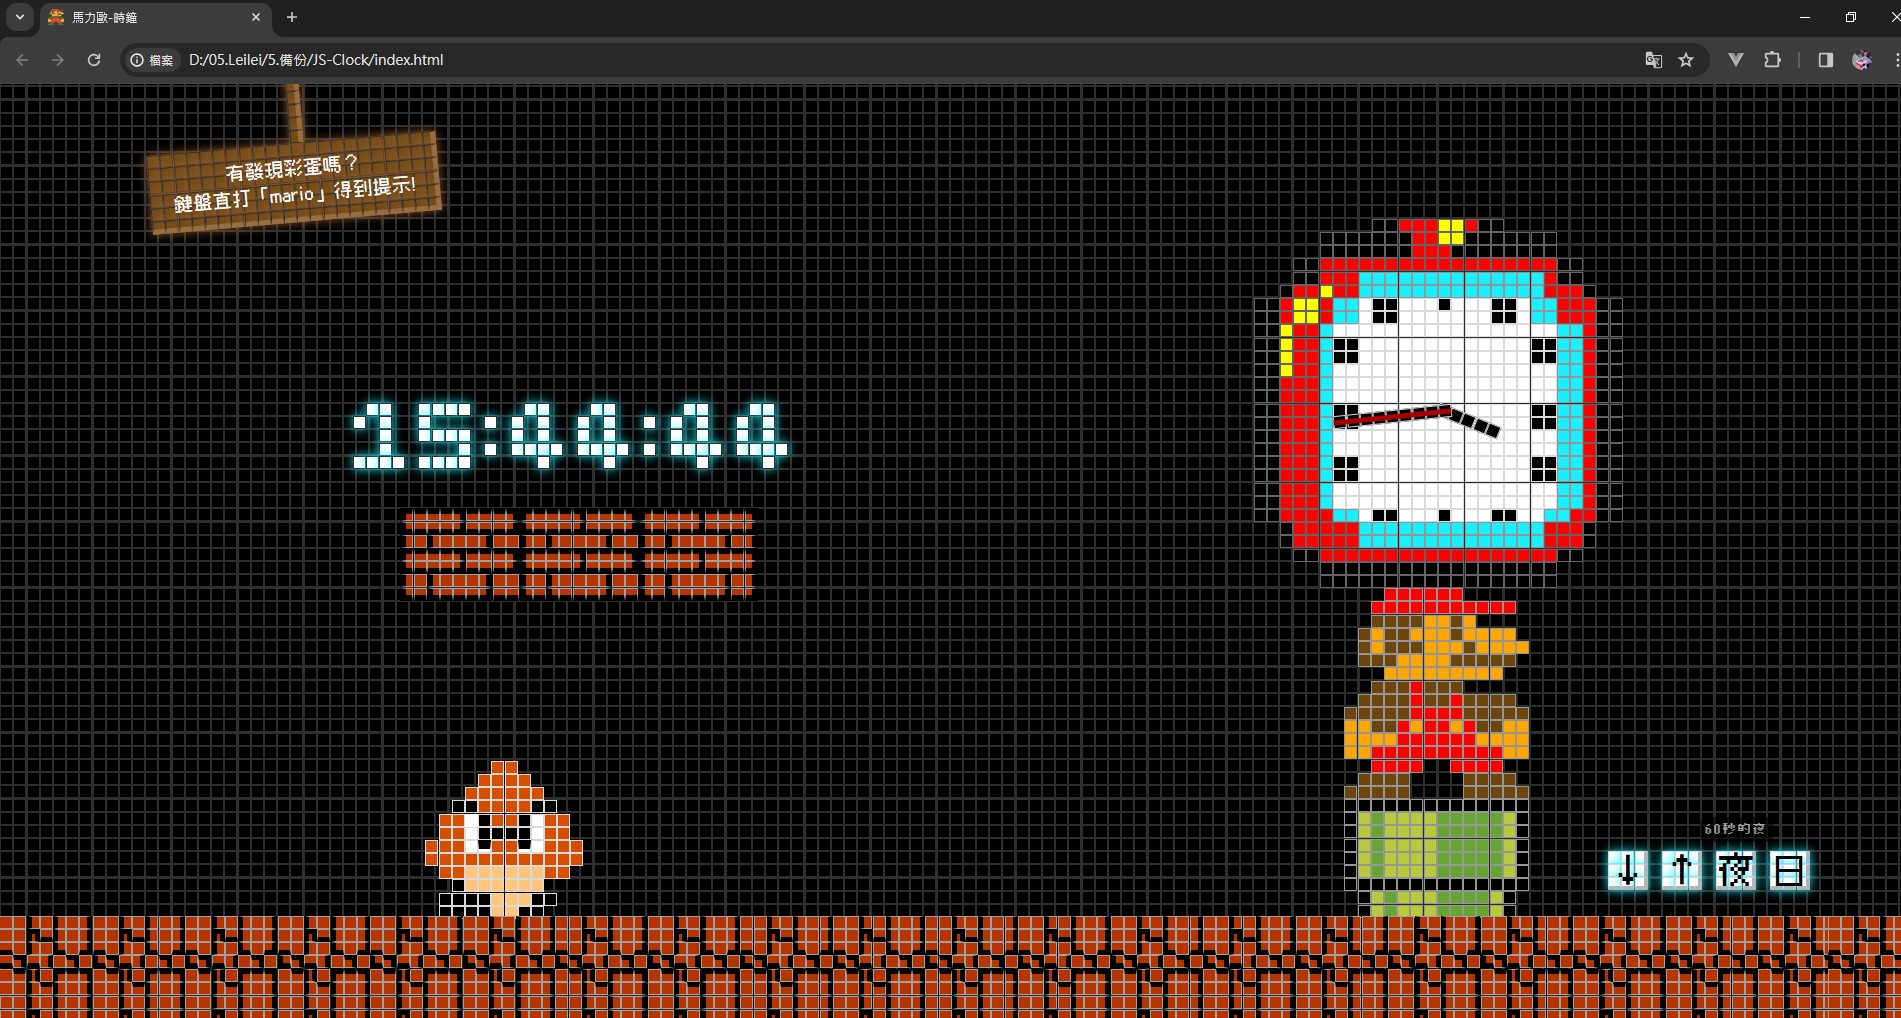 馬力歐-時鐘
檔案
D:/05.Leilei/5.備份/JS-Clock/index.html
有發現彩蛋嗎？
鍵盤直打「mario」得到提示!
15:44:44
60秒的夜
↓ ↑ 夜 日